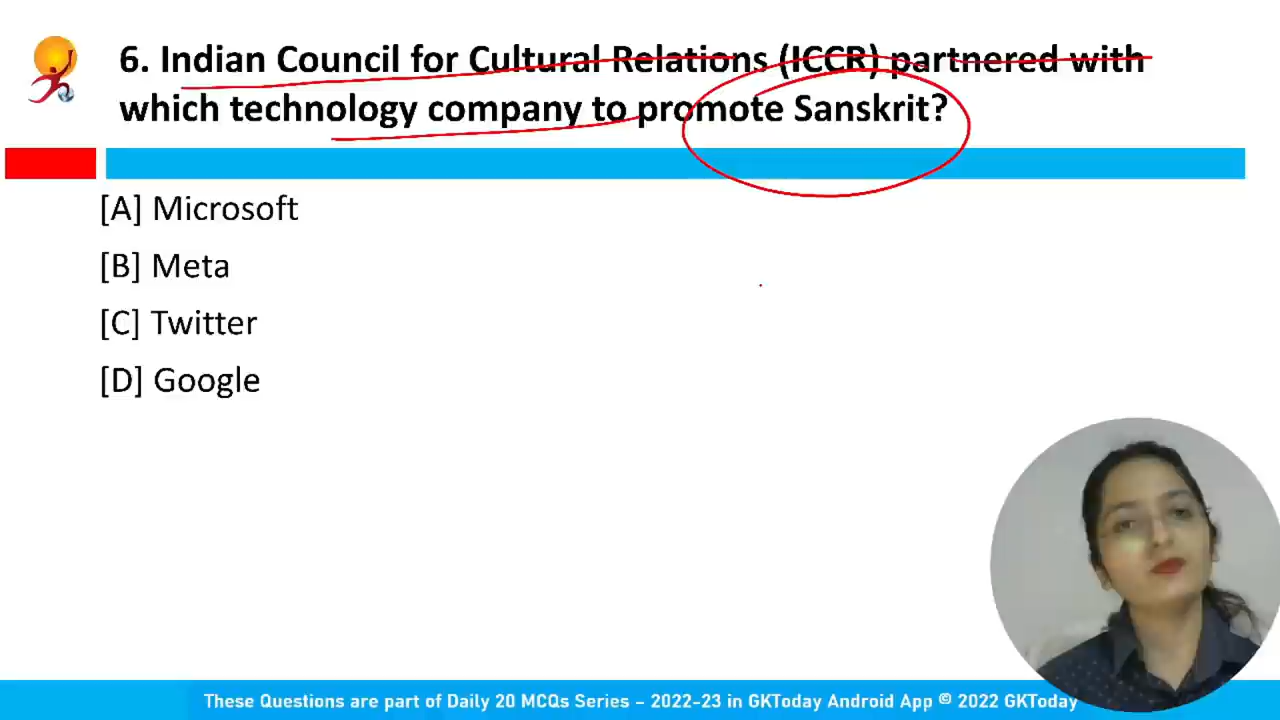 6. Indian Council for Cultural Relations (ICCR) partnered with
which technology company to promote Sanskrit?
[A] Microsoft
[B] Meta
[C] Twitter
[D] Google
These Questions are part of Daily 20 MCQs Series – 2022-23 in GKToday Android App © 2022 GKToday